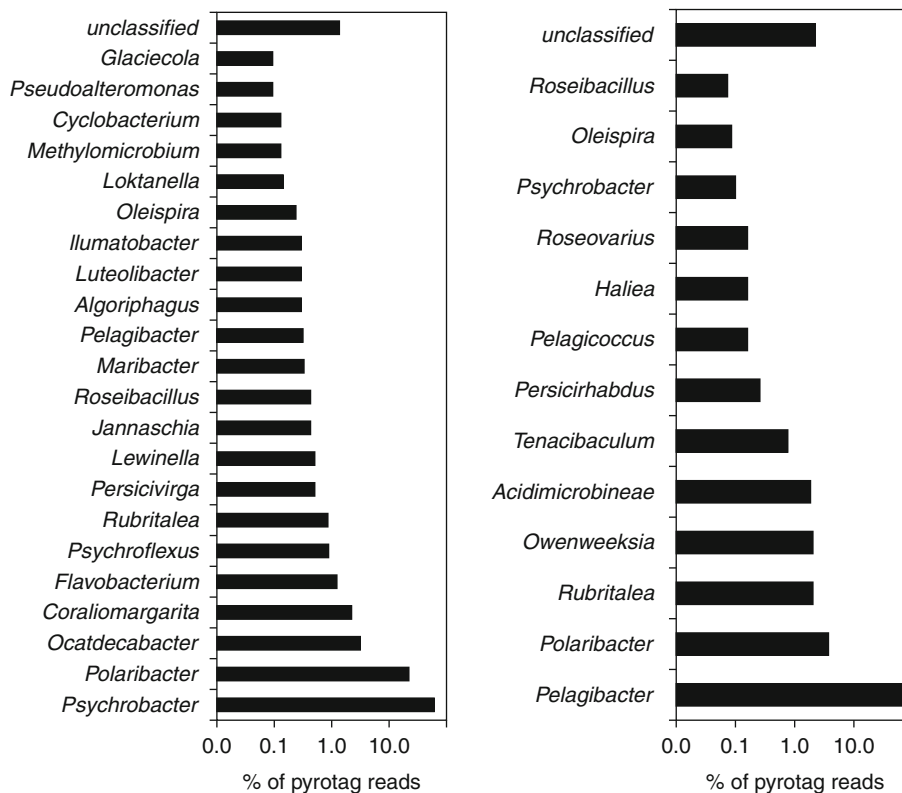 unclassified
Glaciecola
Pseudoalteromonas
Cyclobacterium
Methylomicrobium
Loktanella
Oleispira
Ilumatobacter
Luteolibacter
Algoriphagus
Pelagibacter
Maribacter
Roseibacillus
Jannaschia
Lewinella
Persicivirga
Rubritalea
Psychroflexus
Flavobacterium
Coraliomargarita
Ocatdecabacter
Polaribacter
Psychrobacter
0.0 0.1 1.0 10.0
% of pyrotag reads
unclassified
Roseibacillus
Oleispira
Psychrobacter
Roseovarius
Haliea
Pelagicoccus
Persicirhabdus
Tenacibaculum
Acidimicrobineae
Owenweeksia
Rubritalea
Polaribacter
Pelagibacter
0.0 0.1 1.0 10.0
% of pyrotag reads